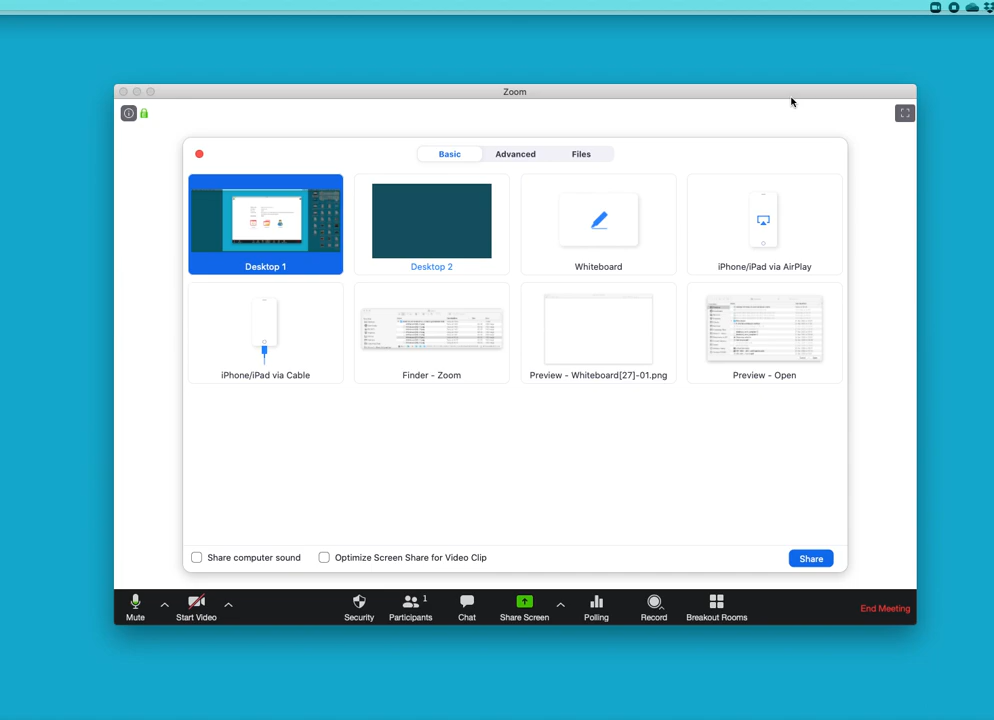 Zoom
Basic
Advanced
Files
Desktop 1
Desktop 2
Whiteboard
iPhone/iPad via AirPlay
iPhone/iPad via Cable
Finder - Zoom
Preview - Whiteboard[27]-01.png
Preview - Open
Share computer sound
Optimize Screen Share for Video Clip
Share
1
Mute
Start Video
Security
Participants
Chat
Share Screen
Polling
Record
Breakout Rooms
End Meeting